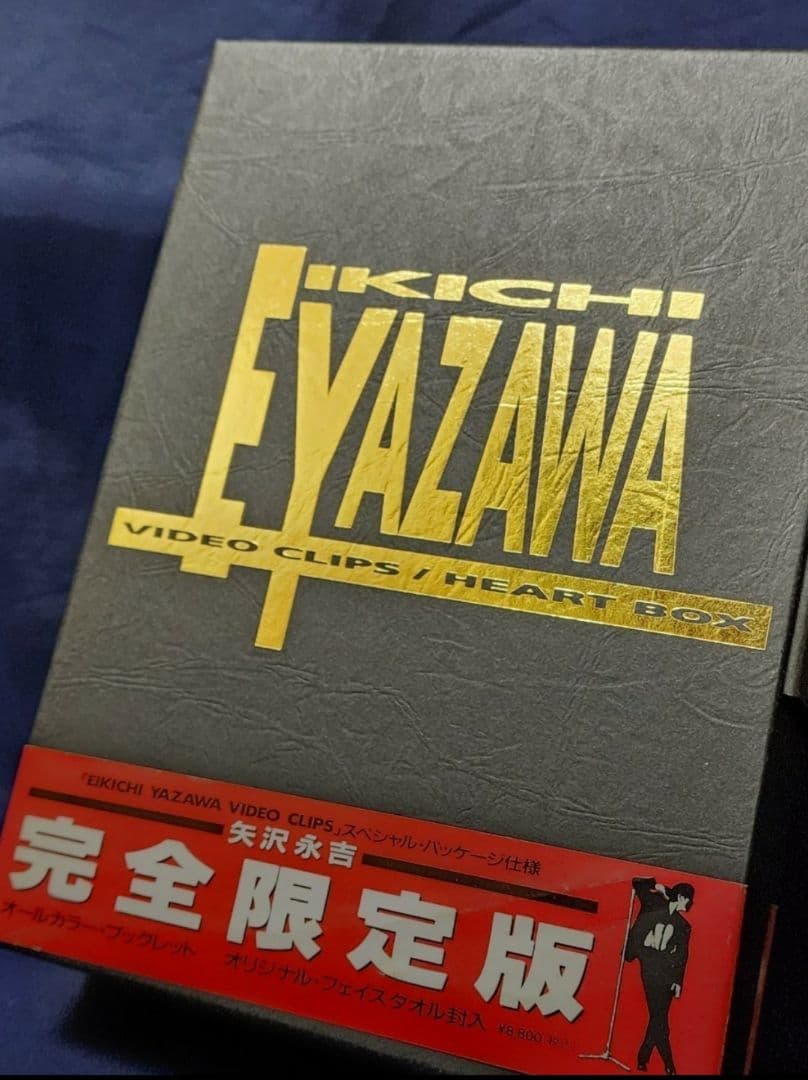 EiKICHi
YAZAWA
VIDEO CLIPS / HEART BOX
「EIKICHI YAZAWA VIDEO CLIPS」スペシャル・パッケージ仕様
矢沢永吉
完全限定版
オールカラー・ブックレット オリジナル・フェイスタオル封入 ¥8,800